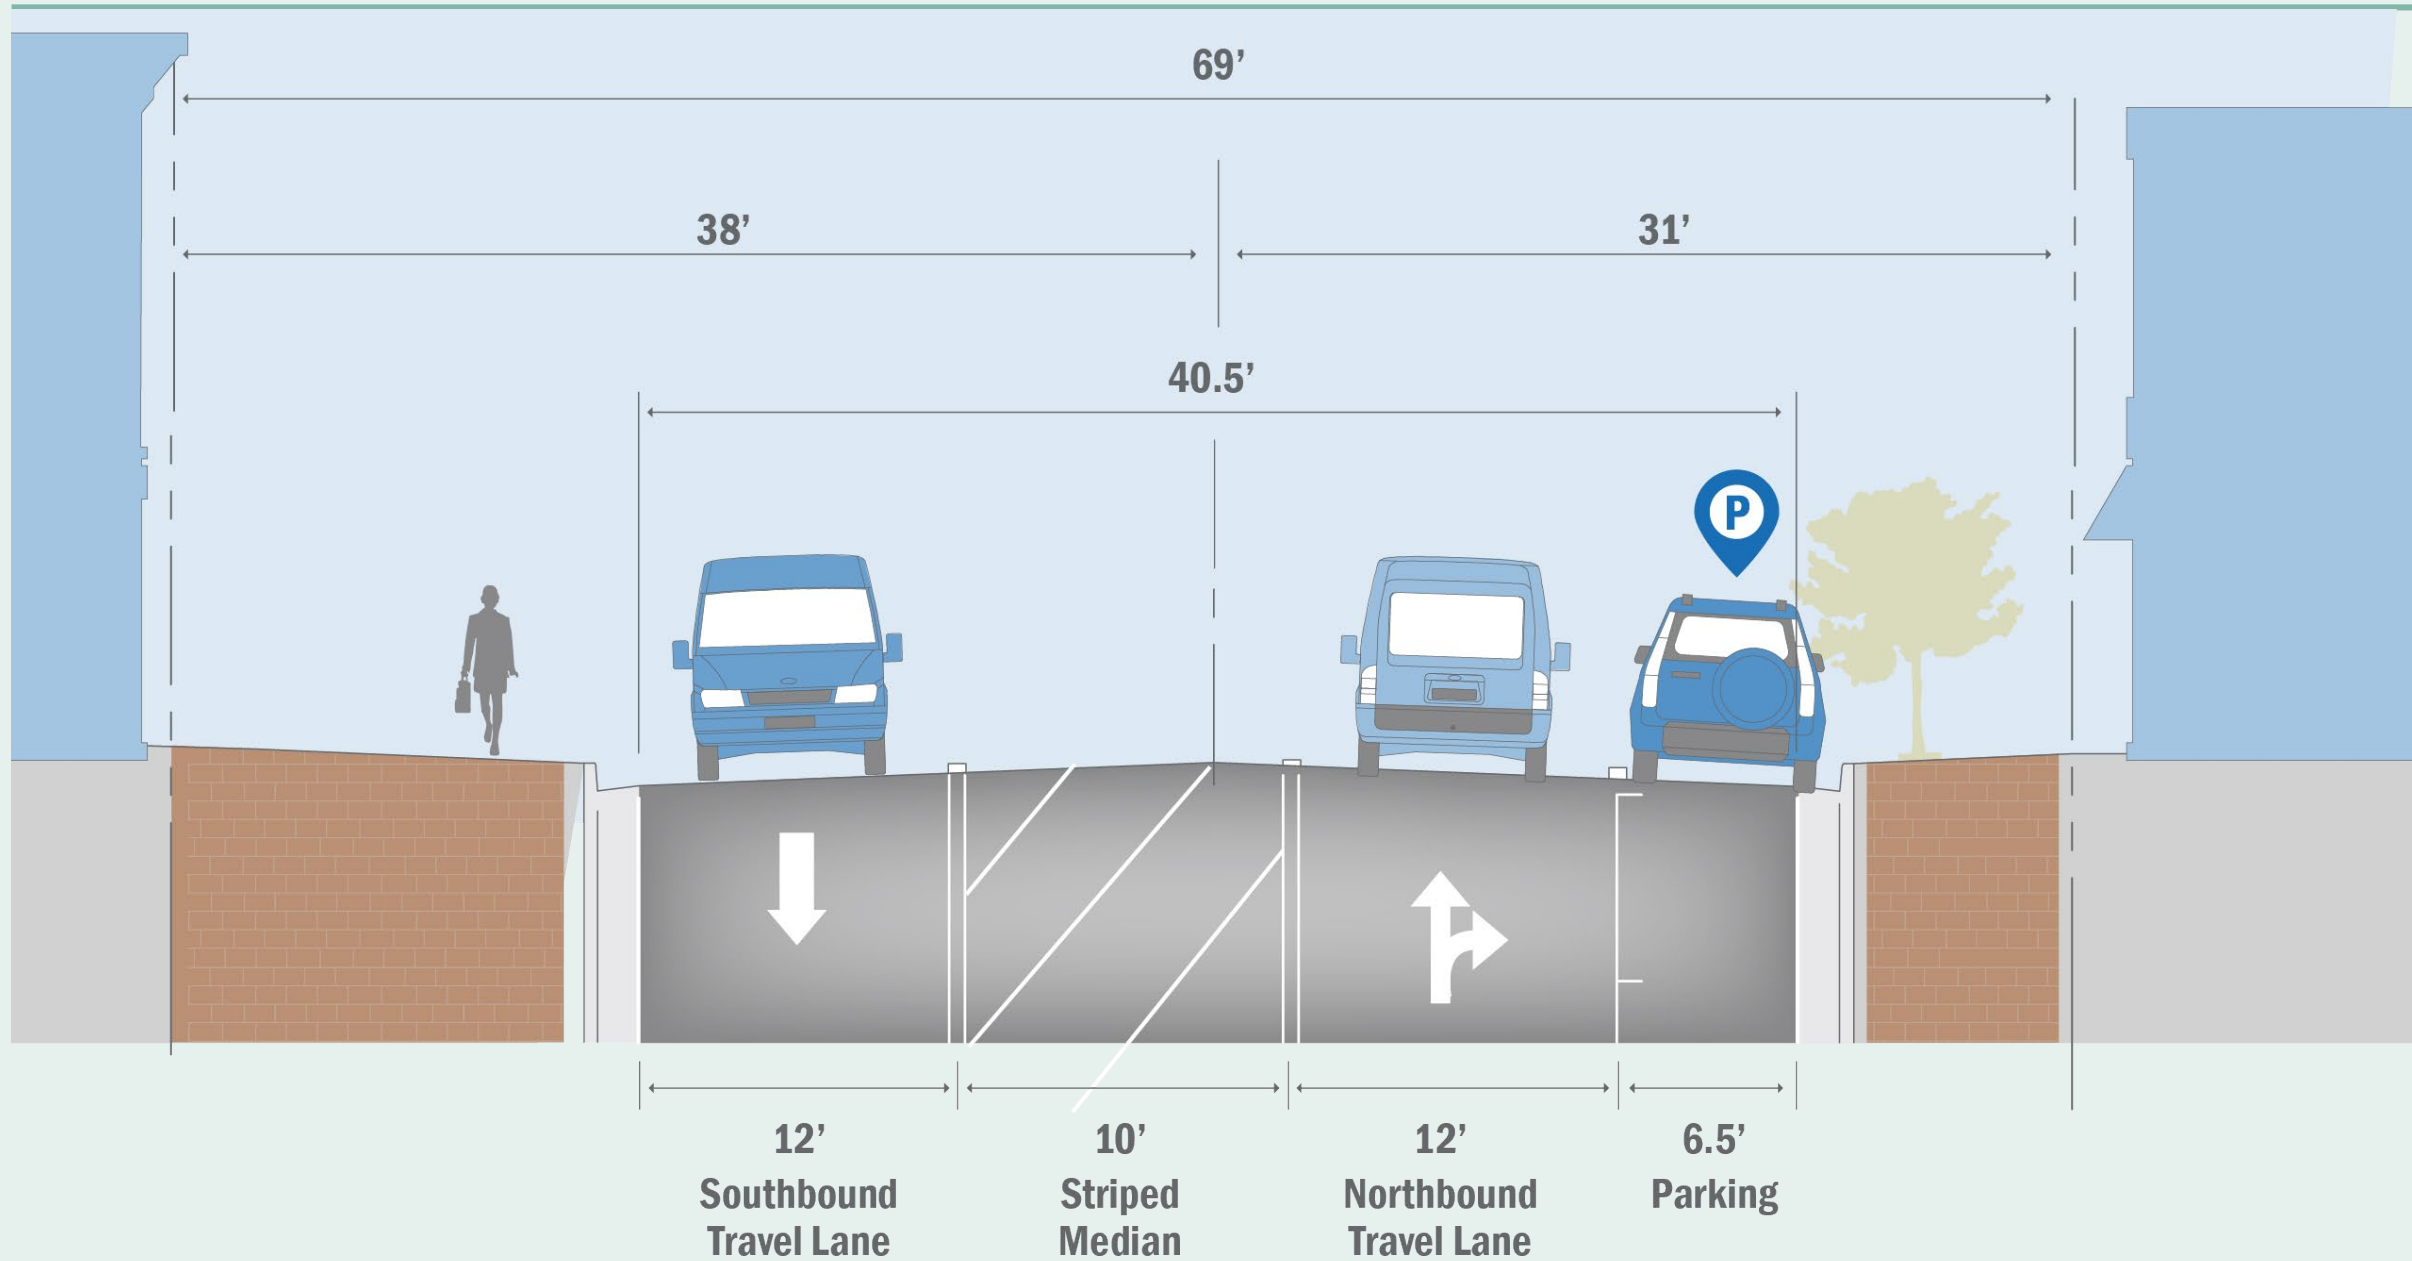 69’
38’
31’
40.5’
P
12’
Southbound
Travel Lane
10’
Striped
Median
12’
Northbound
Travel Lane
6.5’
Parking